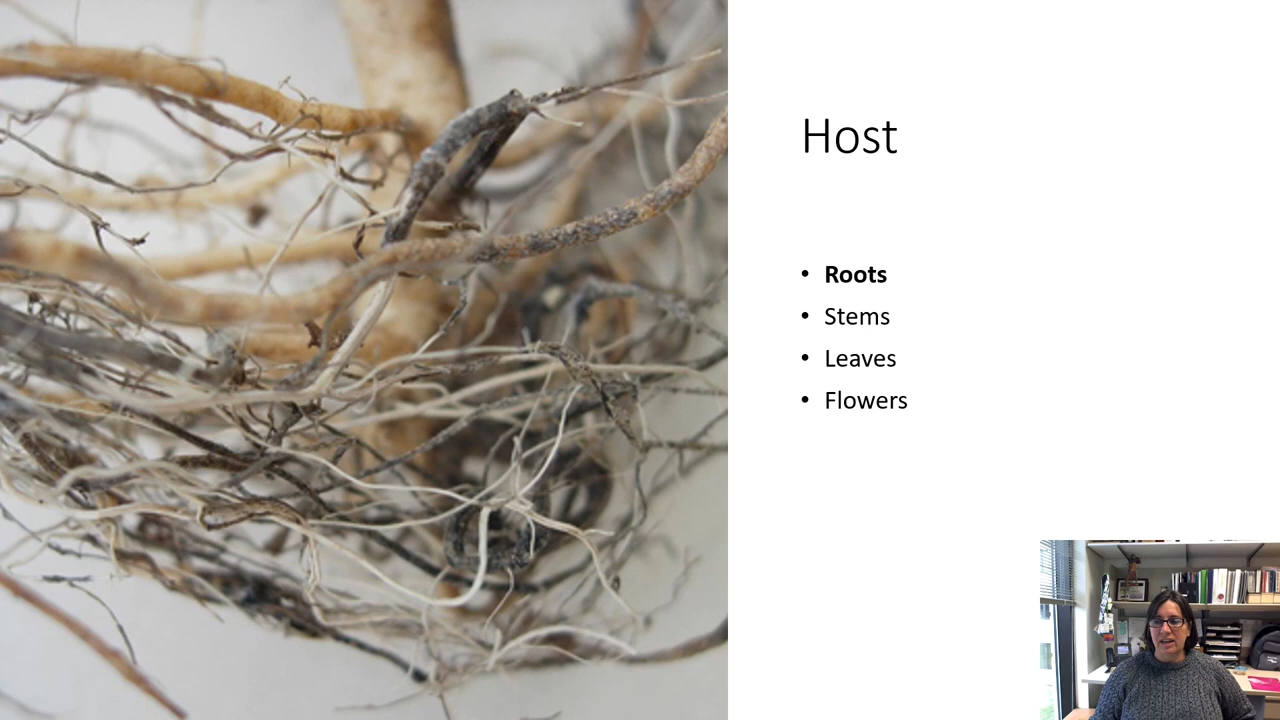 Host
• Roots
• Stems
• Leaves
• Flowers